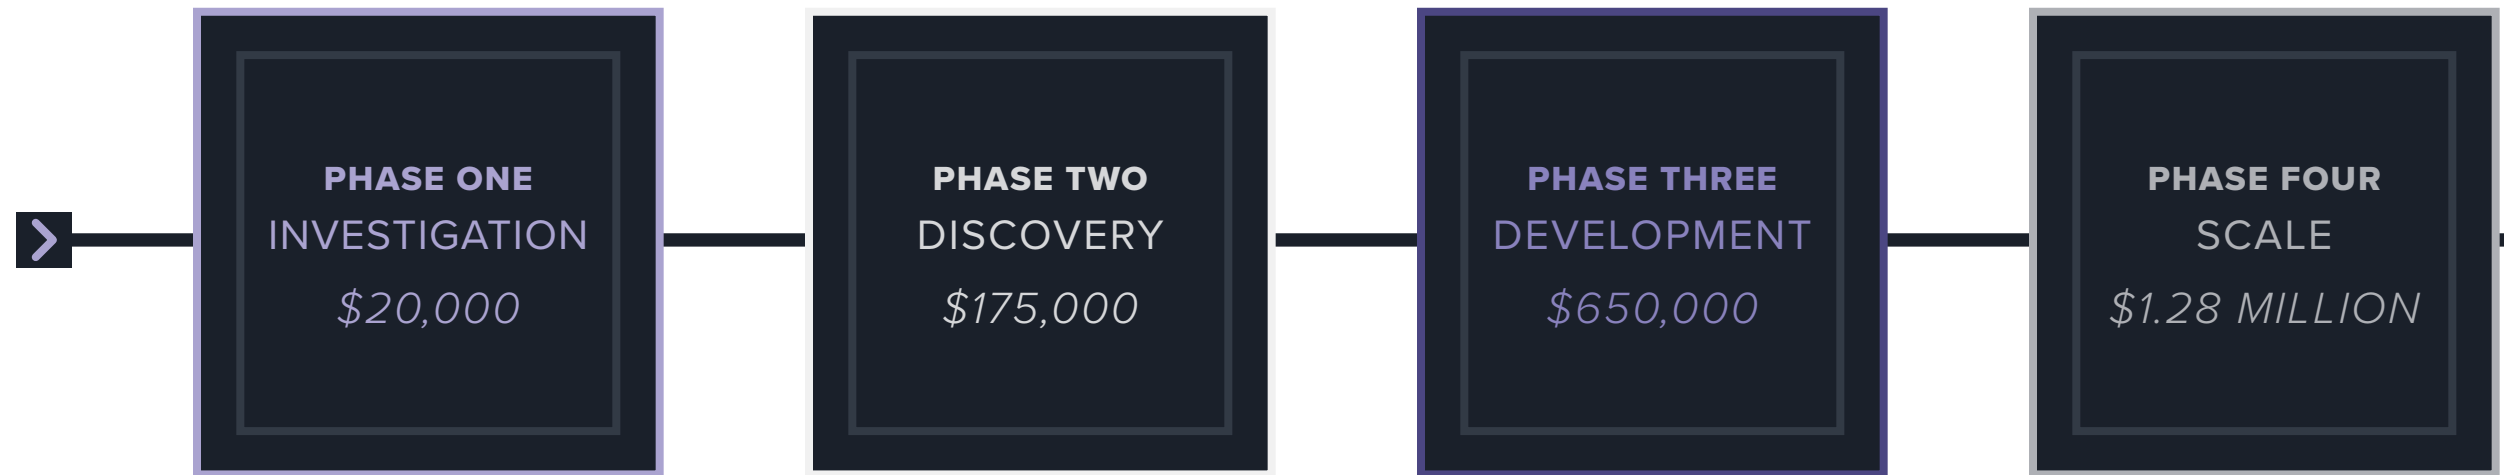 PHASE ONE
INVESTIGATION
$20,000
PHASE TWO
DISCOVERY
$175,000
PHASE THREE
DEVELOPMENT
$650,000
PHASE FOUR
SCALE
$1.28 MILLION